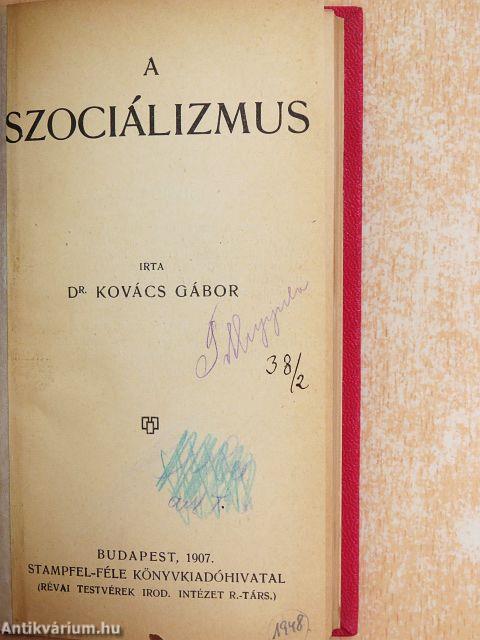 A
SZOCIÁLIZMUS
IRTA
DR. KOVÁCS GÁBOR
38/2
BUDAPEST, 1907.
STAMPFEL-FÉLE KÖNYVKIADÓHIVATAL
(RÉVAI TESTVÉREK IROD. INTÉZET R.-TÁRS.)
(1948)
Antikvárium.hu